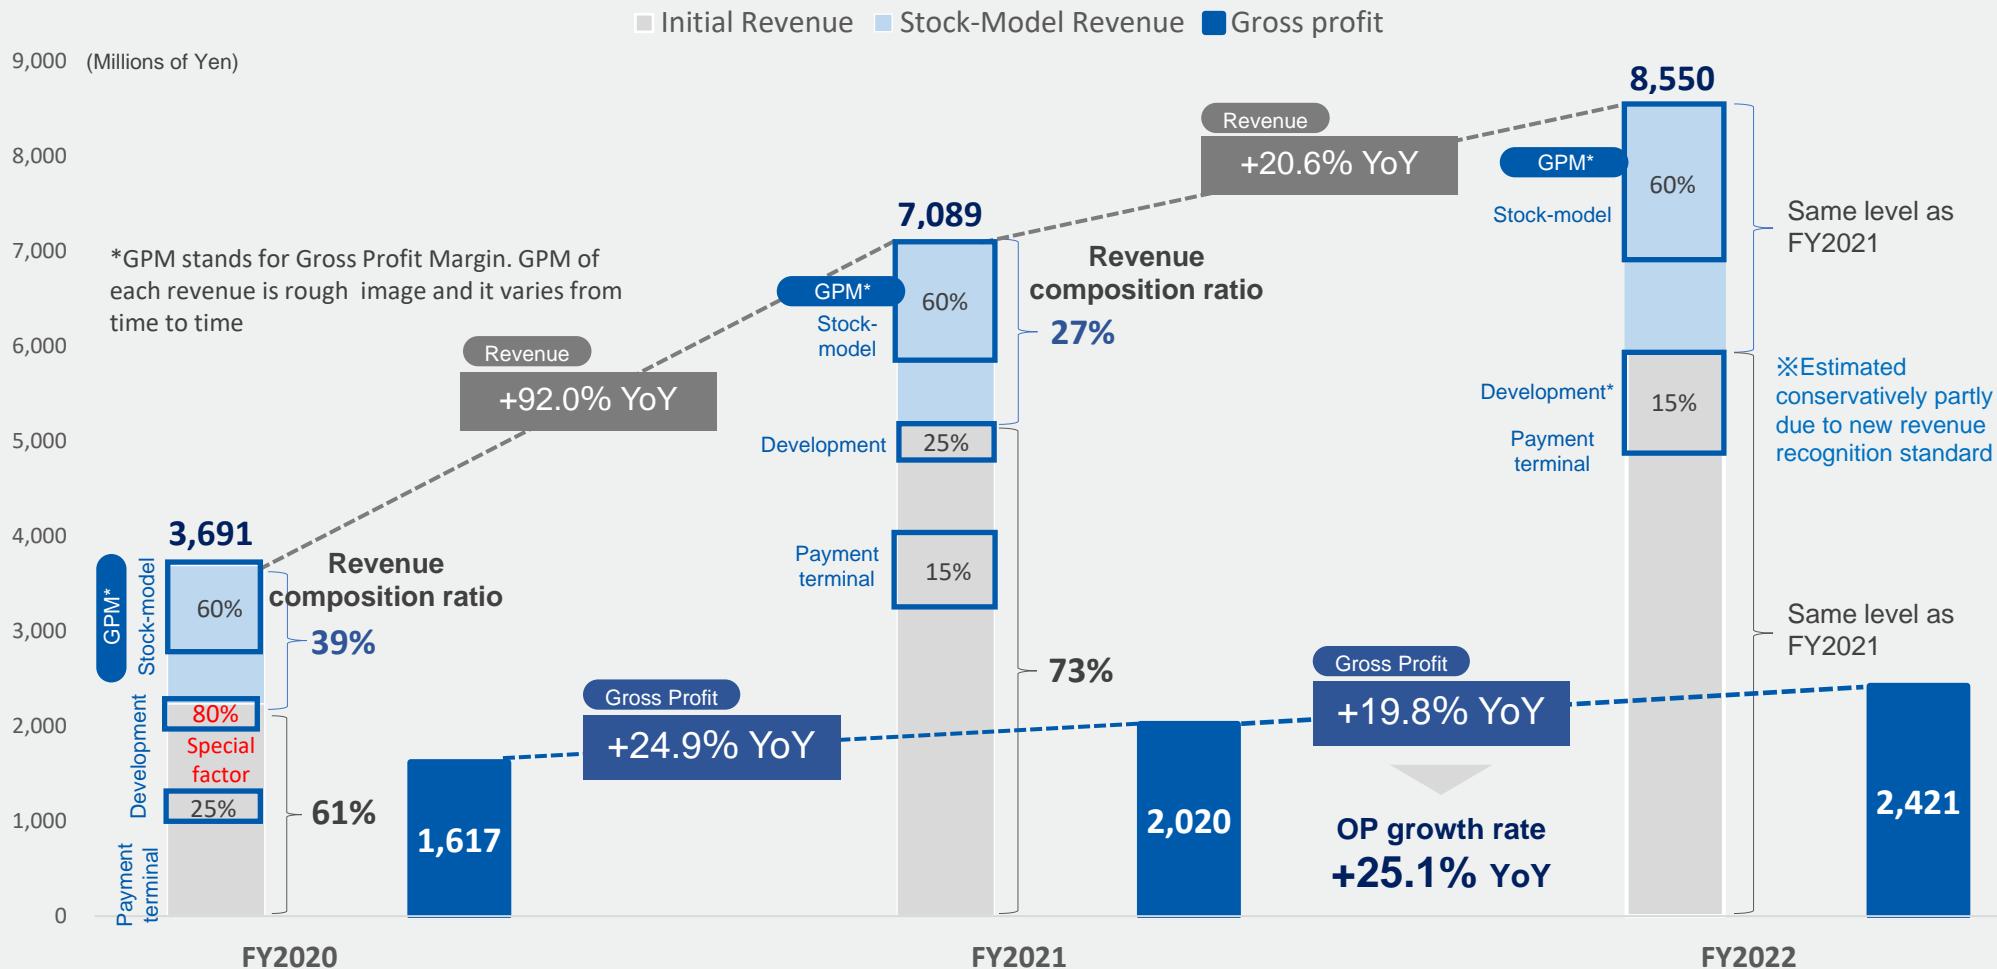 Initial Revenue
Stock-Model Revenue
Gross profit
(Millions of Yen)
9,000
8,000
7,000
6,000
5,000
4,000
3,000
2,000
1,000
0
*GPM stands for Gross Profit Margin. GPM of
each revenue is rough image and it varies from
time to time
3,691
GPM*
Stock-model
60%
Development
80%
Special
factor
25%
Payment
terminal
Revenue
composition ratio
39%
61%
1,617
Revenue
+92.0% YoY
Gross Profit
+24.9% YoY
7,089
GPM*
60%
Stock-
model
Development
25%
Payment
terminal
15%
Revenue
composition ratio
27%
73%
2,020
Revenue
+20.6% YoY
Gross Profit
+19.8% YoY
OP growth rate
+25.1% YoY
8,550
GPM*
60%
Stock-model
Development*
15%
Payment
terminal
Same level as
FY2021
※Estimated
conservatively partly
due to new revenue
recognition standard
Same level as
FY2021
2,421
FY2020
FY2021
FY2022